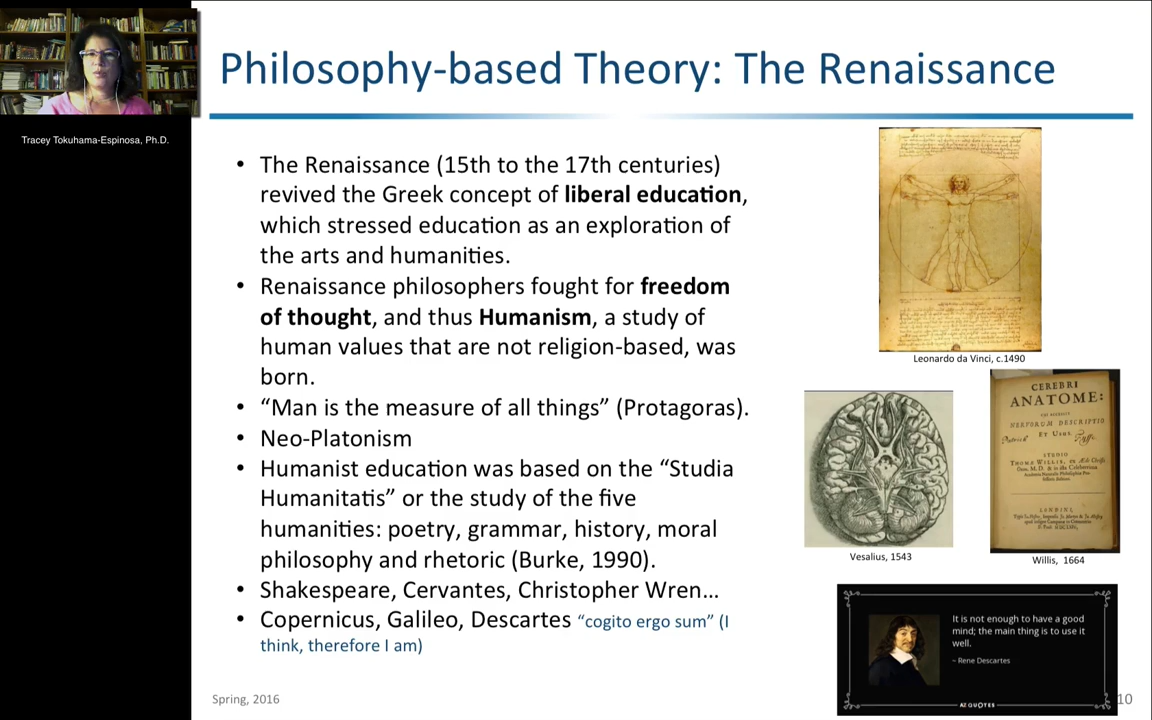 Tracey Tokuhama-Espinosa, Ph.D.
Philosophy-based Theory: The Renaissance
• The Renaissance (15th to the 17th centuries)
revived the Greek concept of liberal education,
which stressed education as an exploration of
the arts and humanities.
• Renaissance philosophers fought for freedom
of thought, and thus Humanism, a study of
human values that are not religion-based, was
born.
• “Man is the measure of all things” (Protagoras).
• Neo-Platonism
• Humanist education was based on the “Studia
Humanitatis” or the study of the five
humanities: poetry, grammar, history, moral
philosophy and rhetoric (Burke, 1990).
• Shakespeare, Cervantes, Christopher Wren…
• Copernicus, Galileo, Descartes “cogito ergo sum” (I
think, therefore I am)
Leonardo da Vinci, c.1490
Vesalius, 1543
CEREBRI
ANATOME:
NERVORUM DESCRIPTIO
ET USUS.
STUDIO
LONDINI,
Willis, 1664
It is not enough to have a good
mind; the main thing is to use it
well.
~ Rene Descartes
AZ QUOTES
Spring, 2016
10